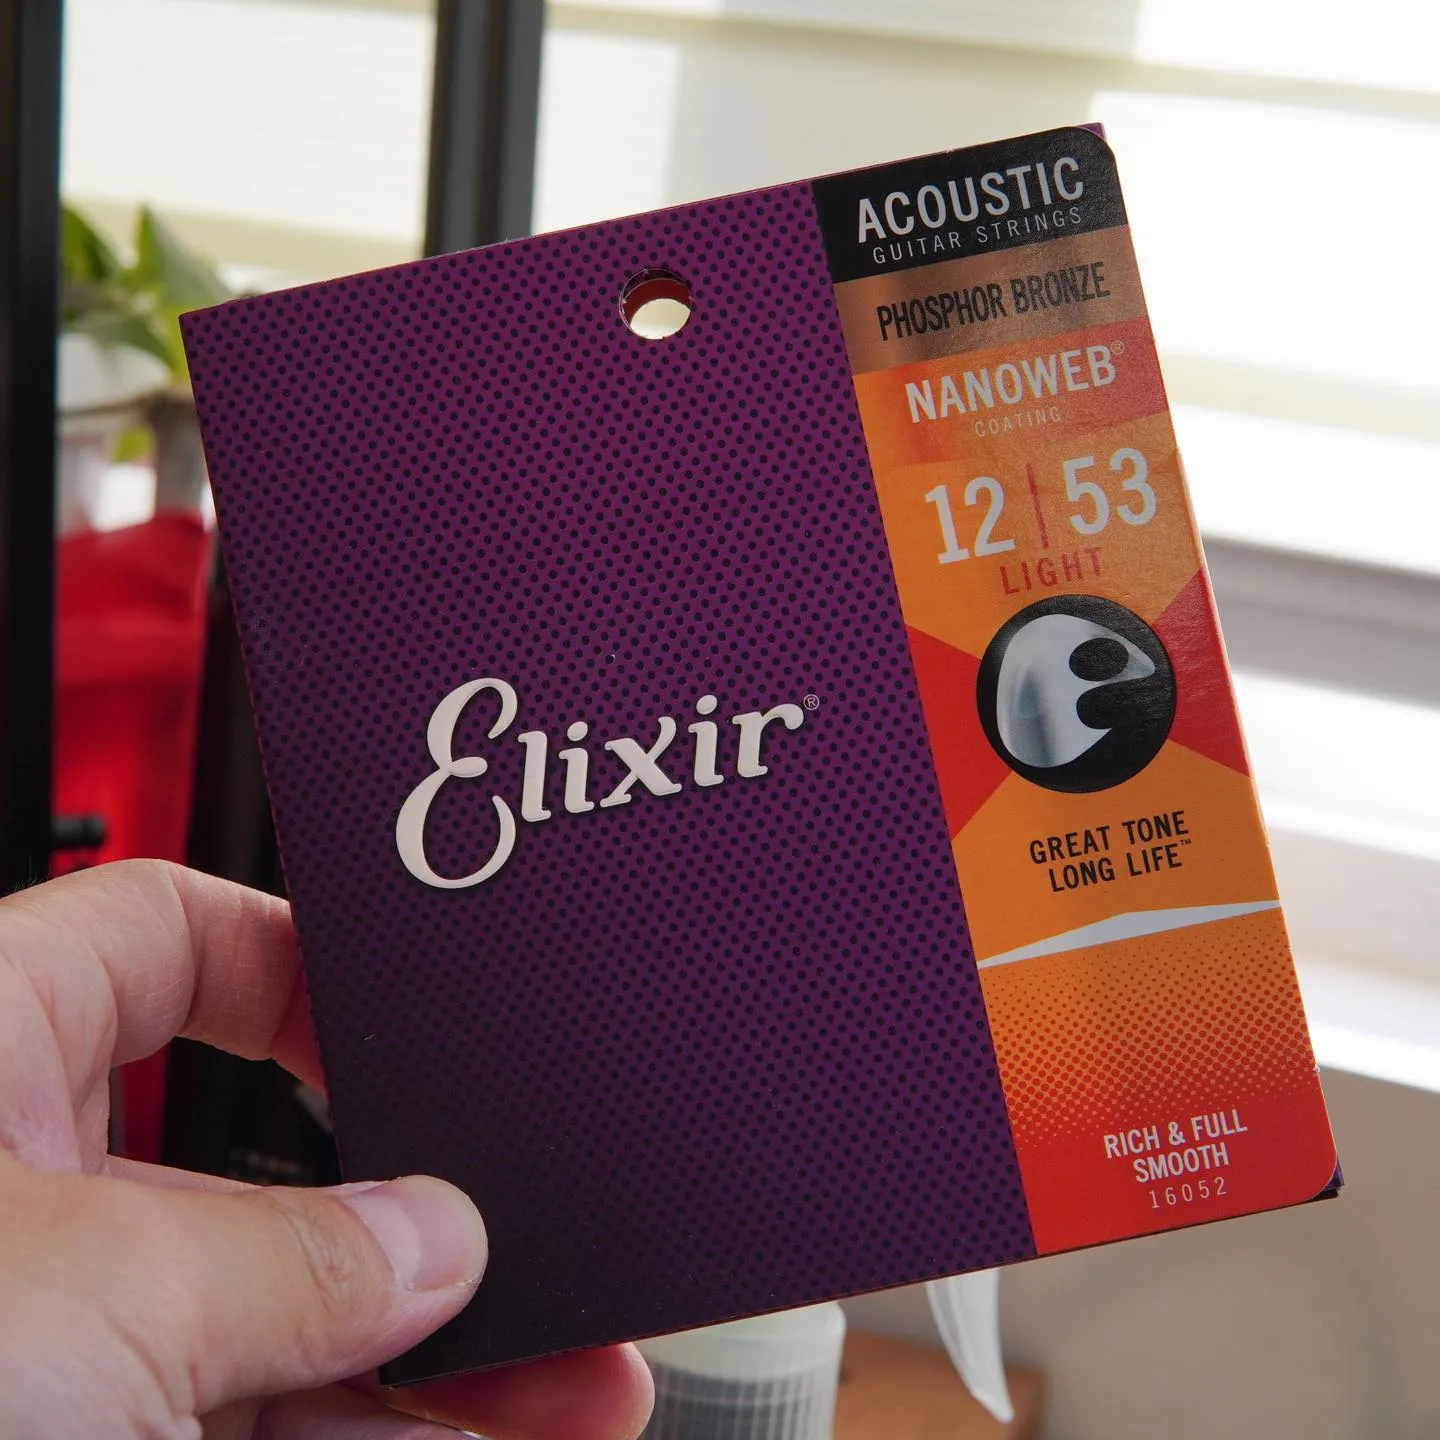 ACOUSTIC
GUITAR STRINGS
PHOSPHOR BRONZE
NANOWEB®
COATING
12 | 53
LIGHT
Elixir®
GREAT TONE
LONG LIFE™
RICH & FULL
SMOOTH
16052